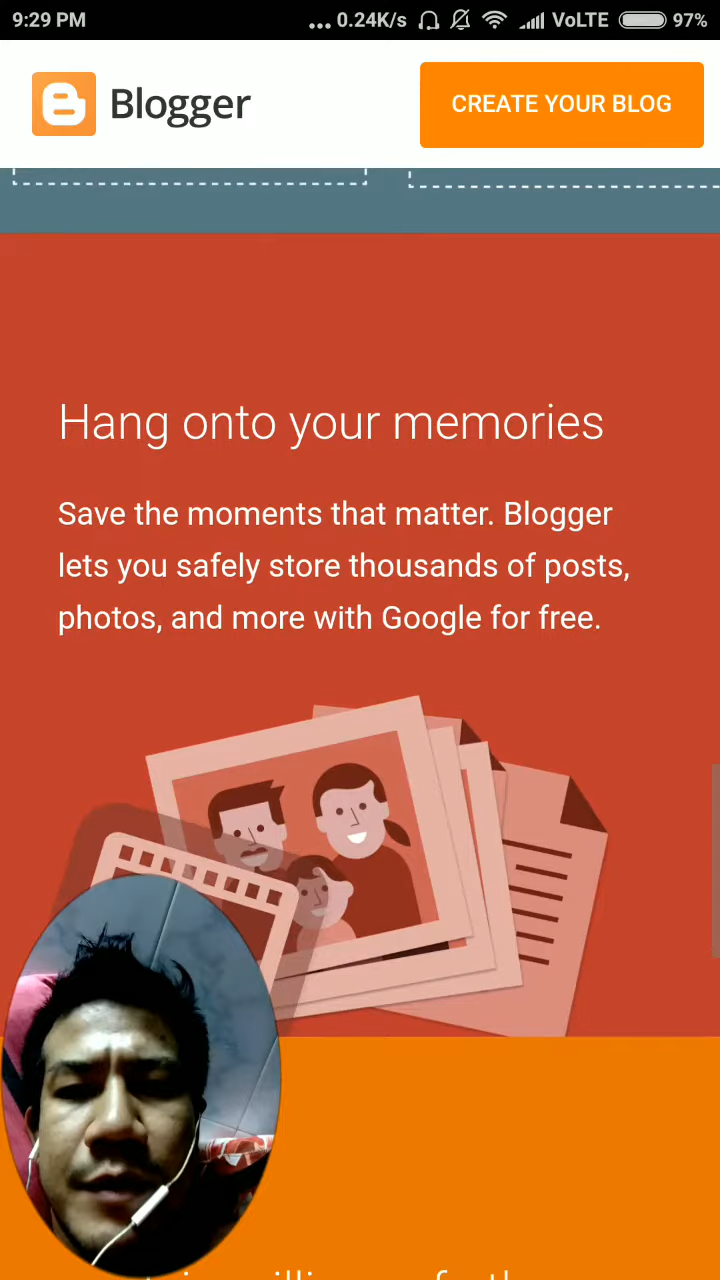 9:29 PM ... 0.24K/s VoLTE 97%
Blogger CREATE YOUR BLOG
Hang onto your memories
Save the moments that matter. Blogger
lets you safely store thousands of posts,
photos, and more with Google for free.